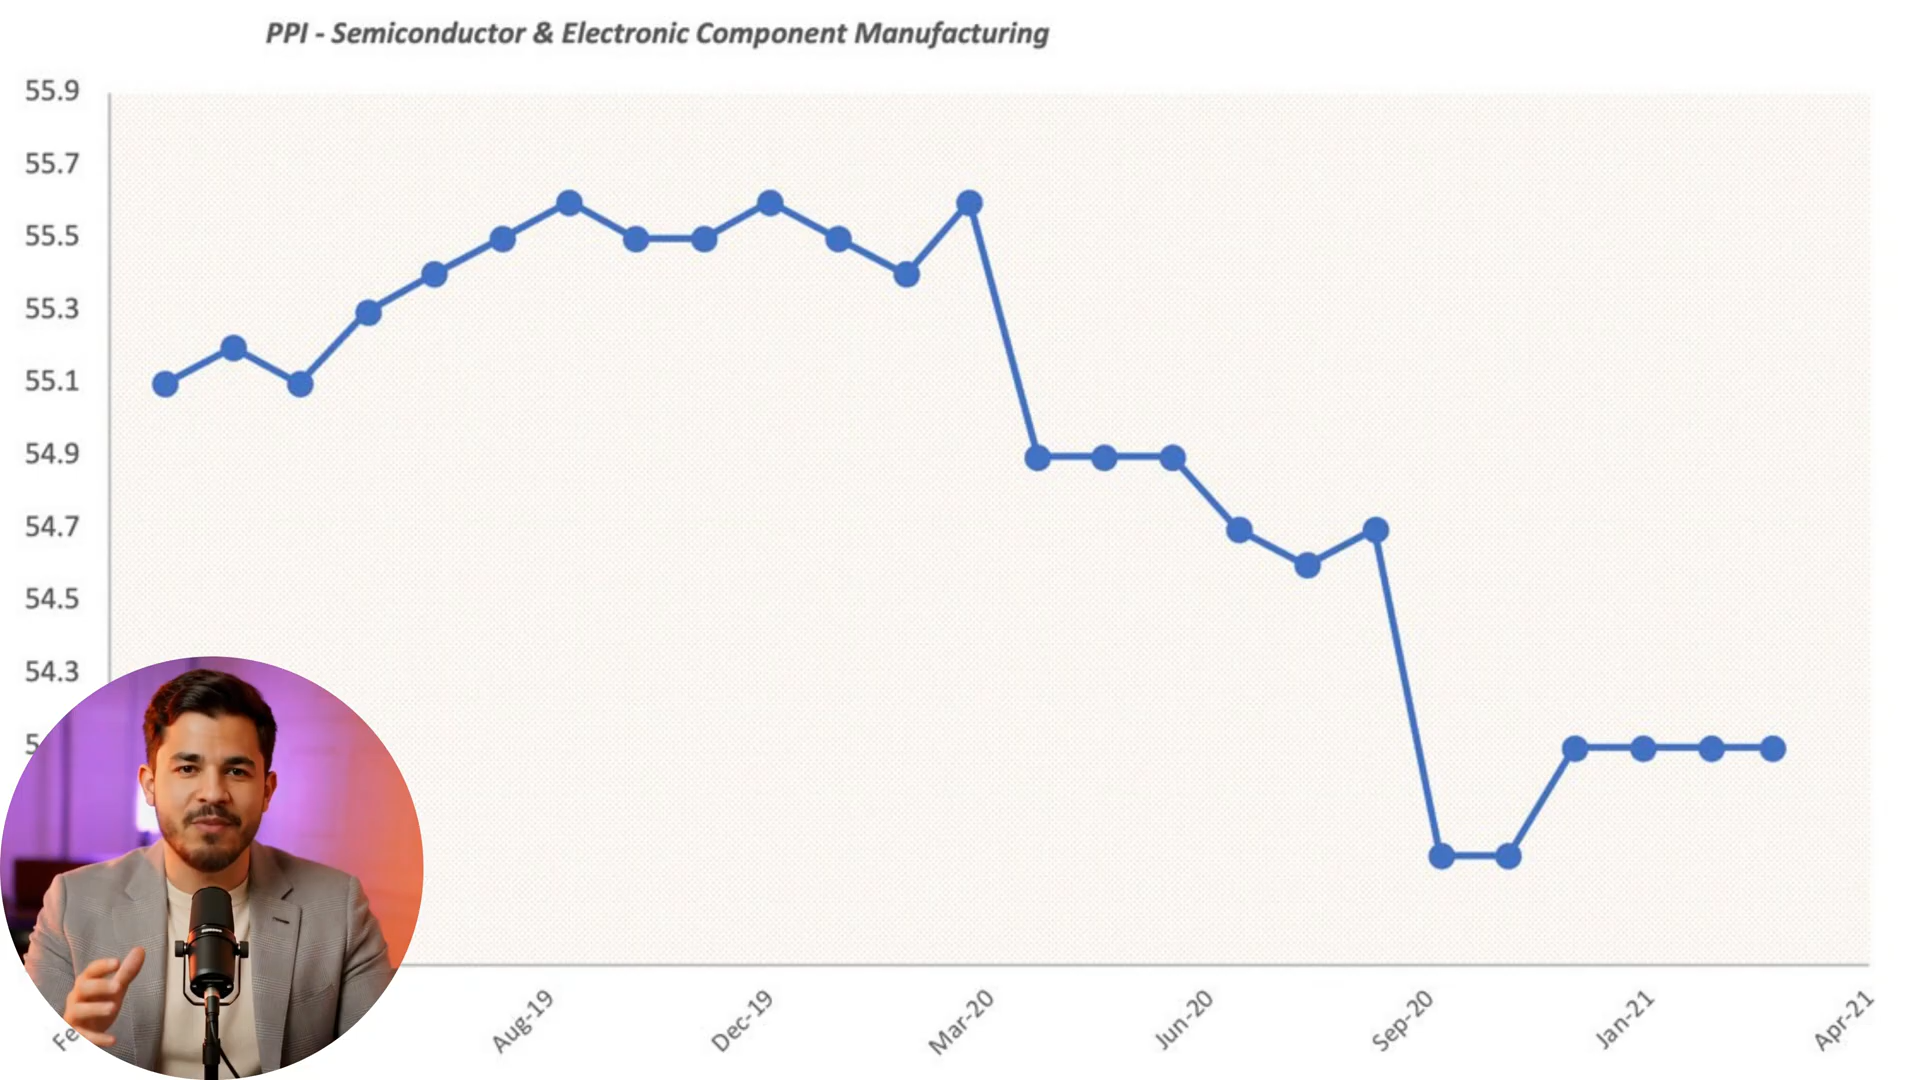 PPI - Semiconductor & Electronic Component Manufacturing
55.9
55.7
55.5
55.3
55.1
54.9
54.7
54.5
54.3
Aug-19
Dec-19
Mar-20
Jun-20
Sep-20
Jan-21
Apr-21